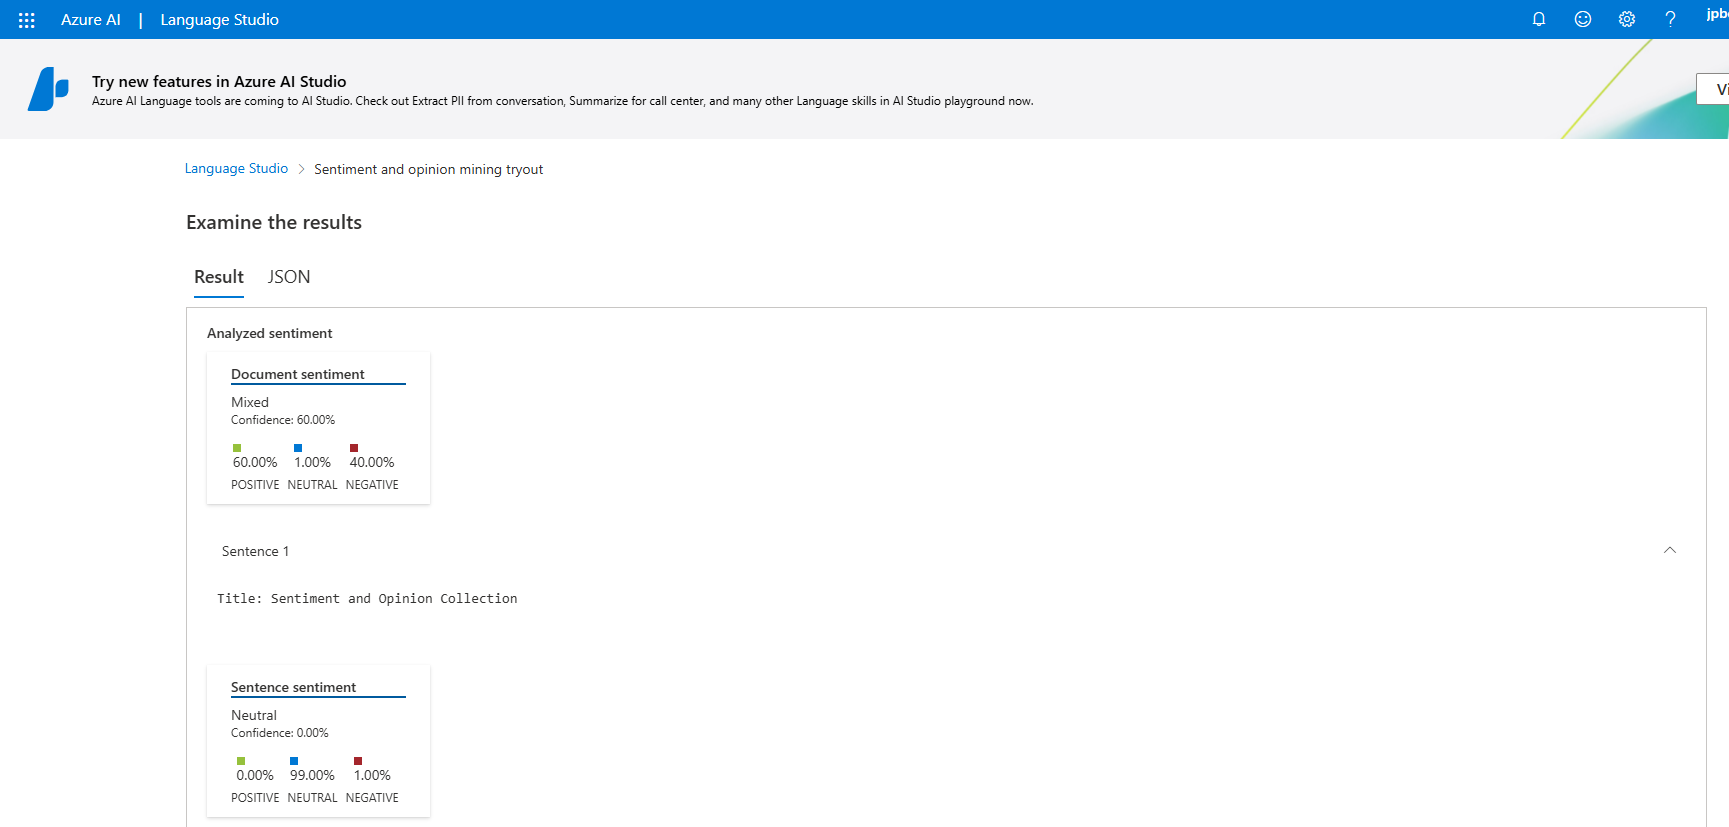 Azure AI | Language Studio
Try new features in Azure AI Studio
Azure AI Language tools are coming to AI Studio. Check out Extract PII from conversation, Summarize for call center, and many other Language skills in AI Studio playground now.
Language Studio > Sentiment and opinion mining tryout
Examine the results
Result JSON
Analyzed sentiment
Document sentiment
Mixed
Confidence: 60.00%
60.00% 1.00% 40.00%
POSITIVE NEUTRAL NEGATIVE
Sentence 1
Title: Sentiment and Opinion Collection
Sentence sentiment
Neutral
Confidence: 0.00%
0.00% 99.00% 1.00%
POSITIVE NEUTRAL NEGATIVE